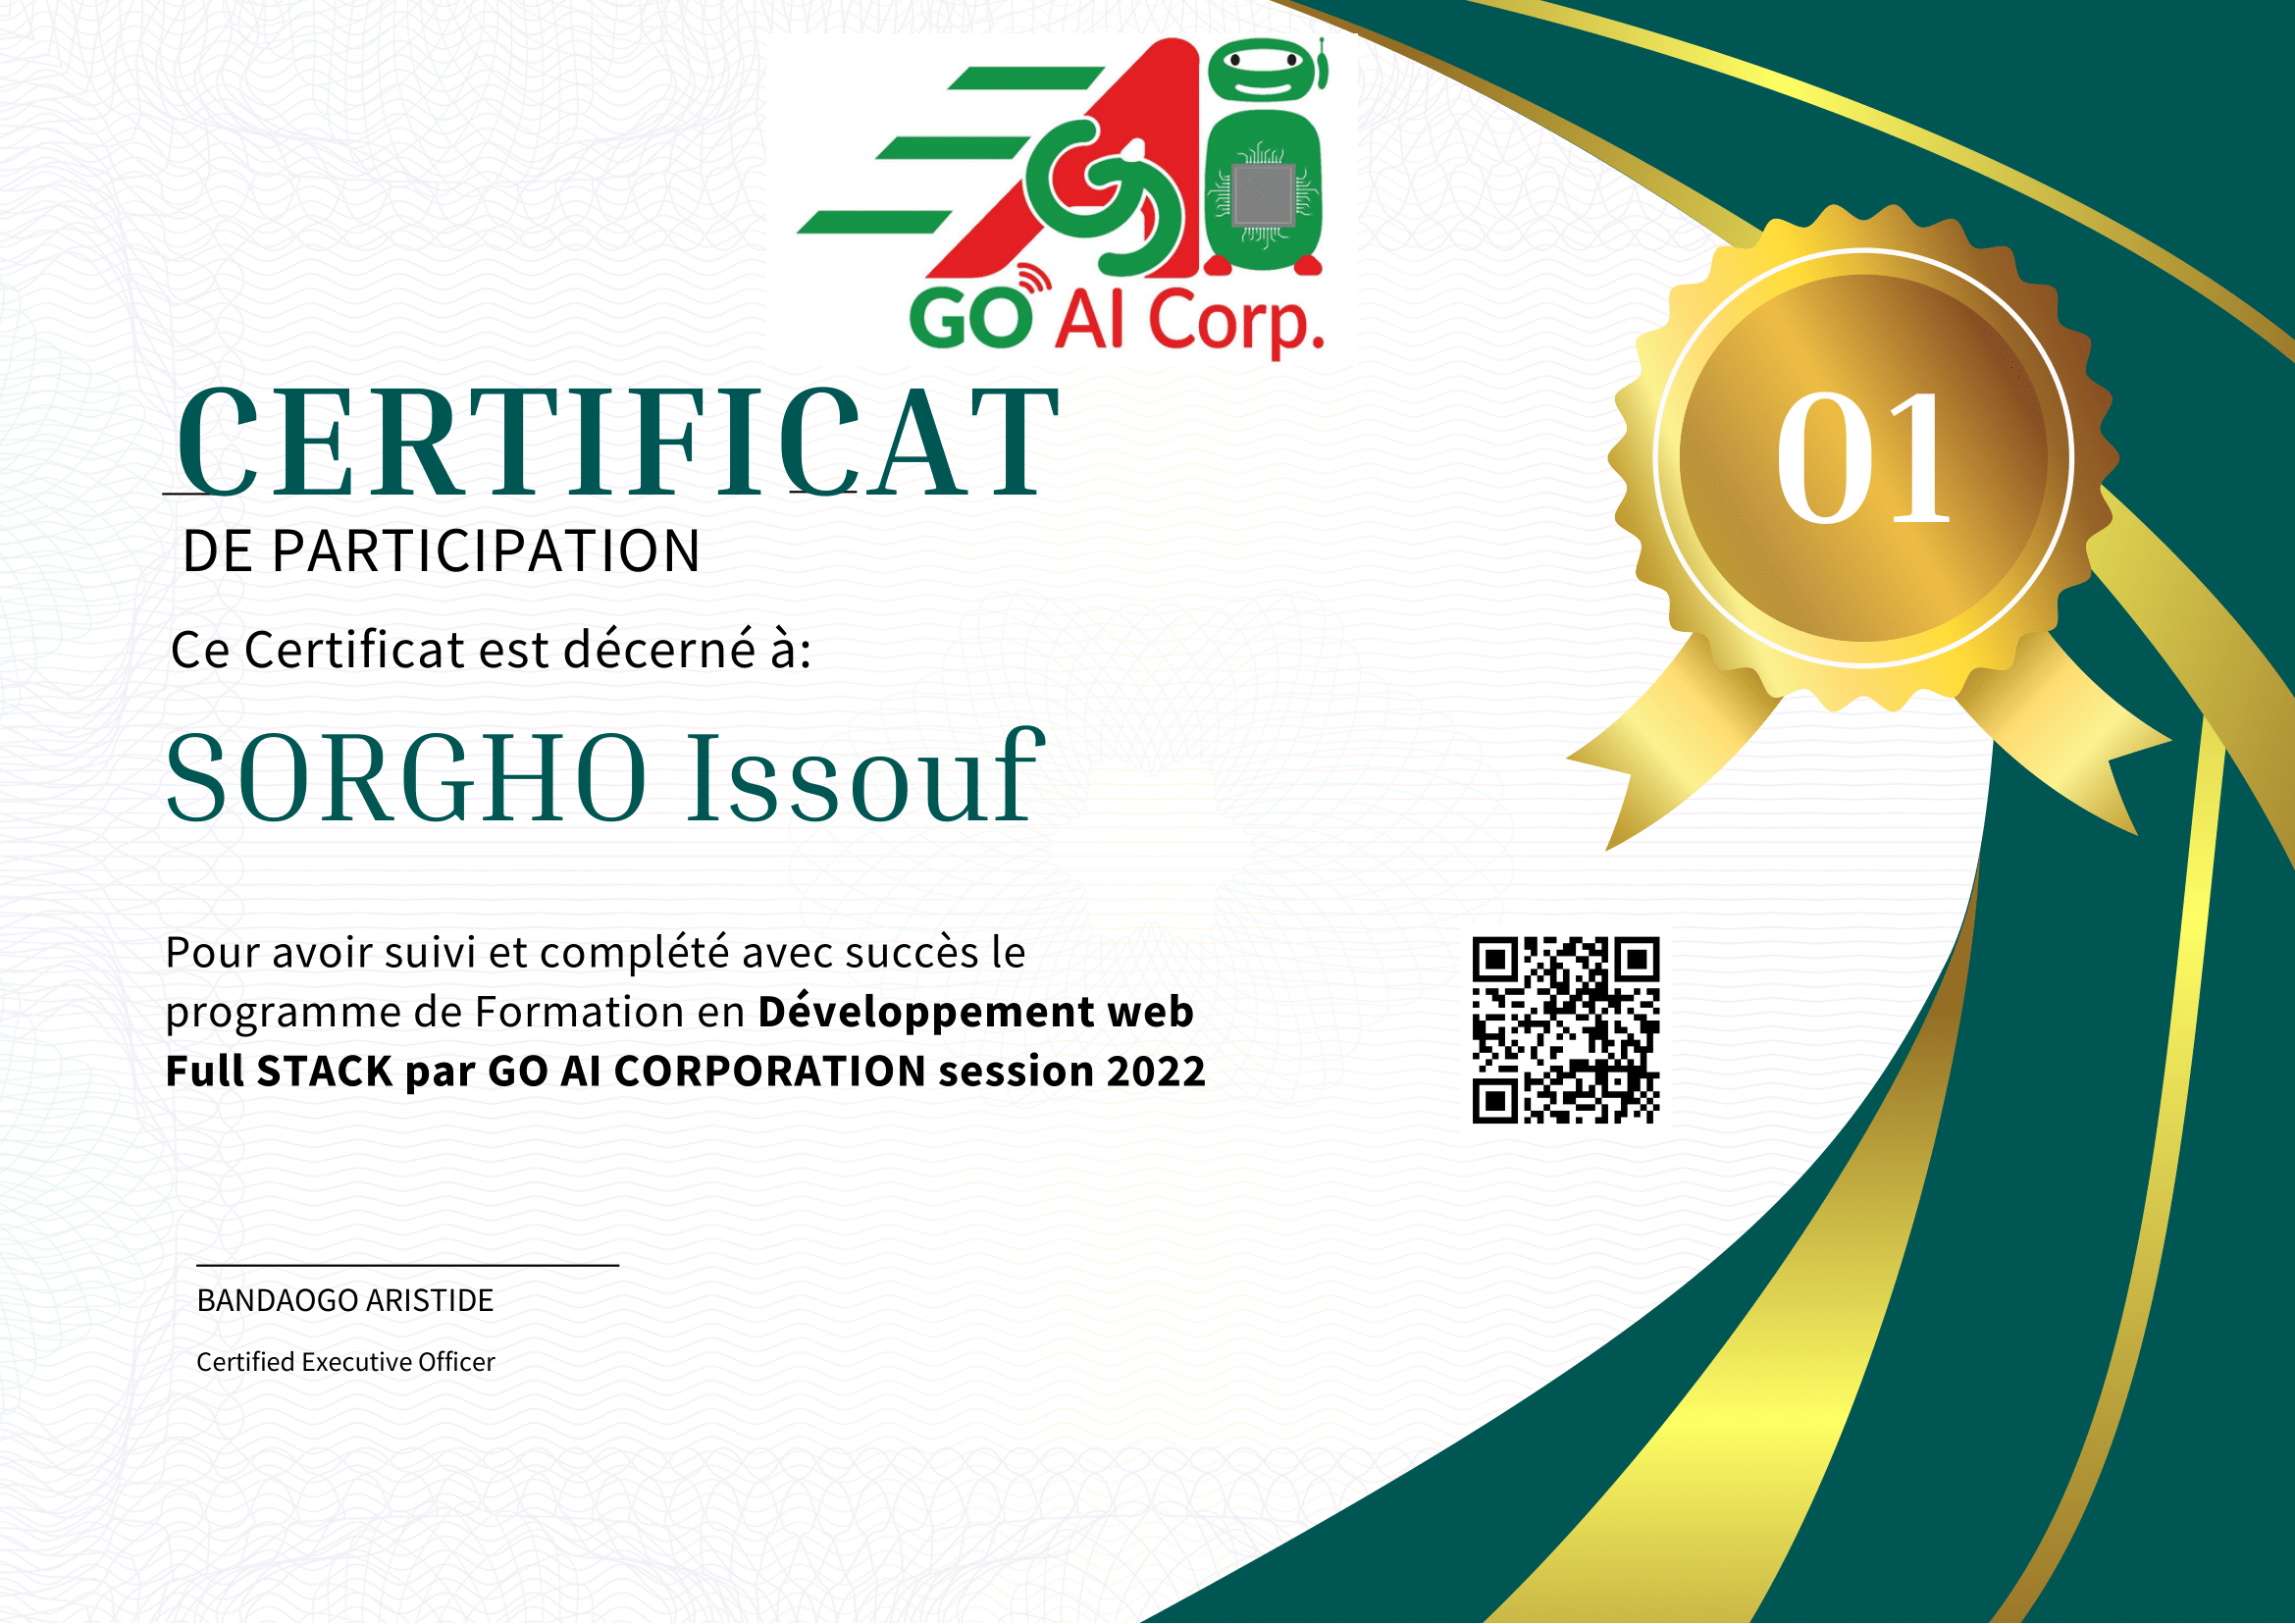 GO AI Corp.
CERTIFICAT
DE PARTICIPATION
01
Ce Certificat est décerné à:
SORGHO Issouf
Pour avoir suivi et complété avec succès le
programme de Formation en Développement web
Full STACK par GO AI CORPORATION session 2022
BANDAOGO ARISTIDE
Certified Executive Officer